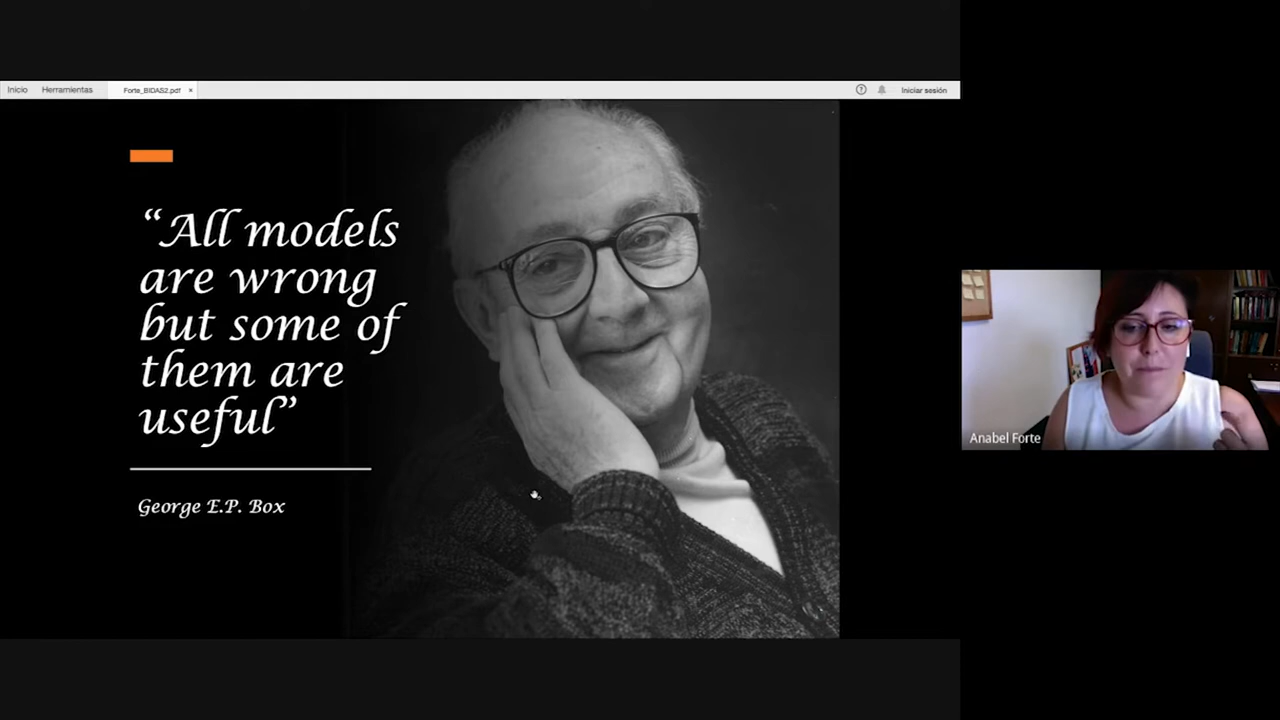 Inicio Herramientas Forte_BIDAS2.pdf × ? Iniciar sesión
“All models
are wrong
but some of
them are
useful”
George E.P. Box
Anabel Forte